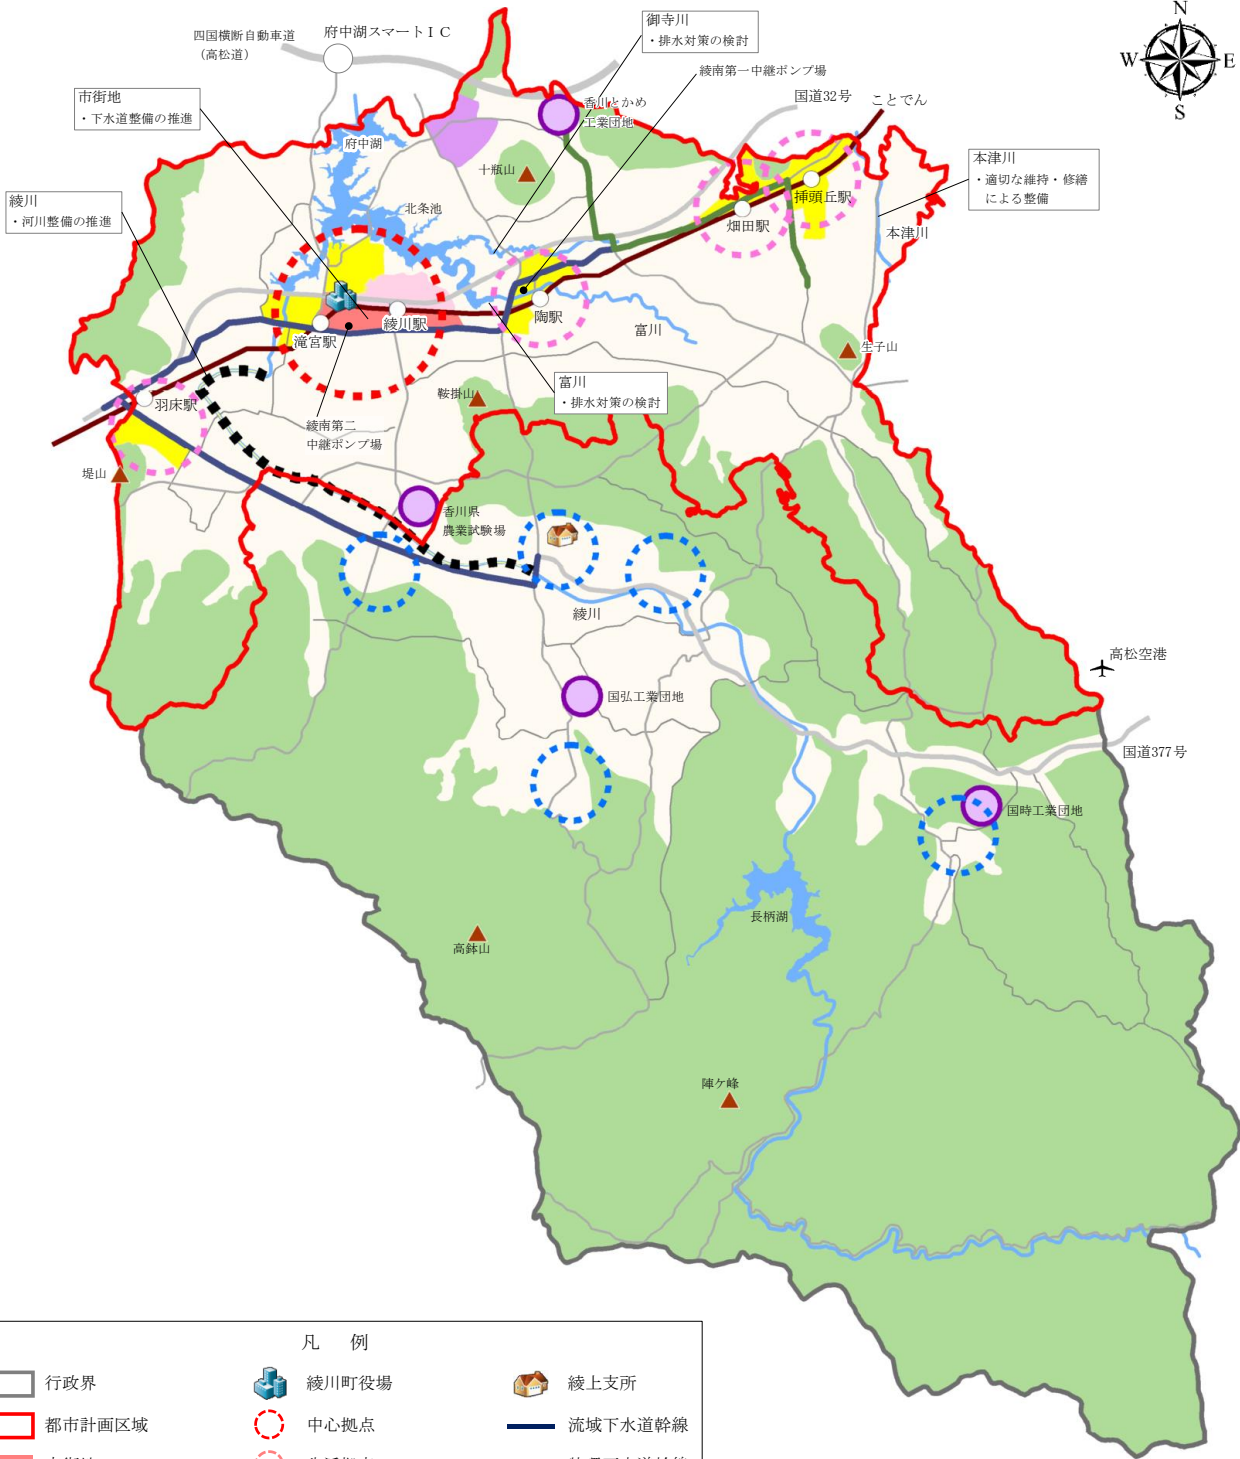 四国横断自動車道
（高松道）
府中湖スマートＩＣ
御寺川
・排水対策の検討
N
W
E
S
綾南第一中継ポンプ場
市街地
・下水道整備の推進
香川とかめ
工業団地
国道32号
ことでん
府中湖
十瓶山
本津川
・適切な維持・修繕
による整備
綾川
・河川整備の推進
北条池
挿頭丘駅
畑田駅
本津川
綾川駅
陶駅
滝宮駅
富川
生子山
富川
・排水対策の検討
鞍掛山
羽床駅
綾南第二
中継ポンプ場
堤山
香川県
農業試験場
綾川
高松空港
国弘工業団地
国道377号
国時工業団地
長柄湖
高鉢山
陣ケ峰
凡　例
行政界
綾川町役場
綾上支所
都市計画区域
中心拠点
流域下水道幹線